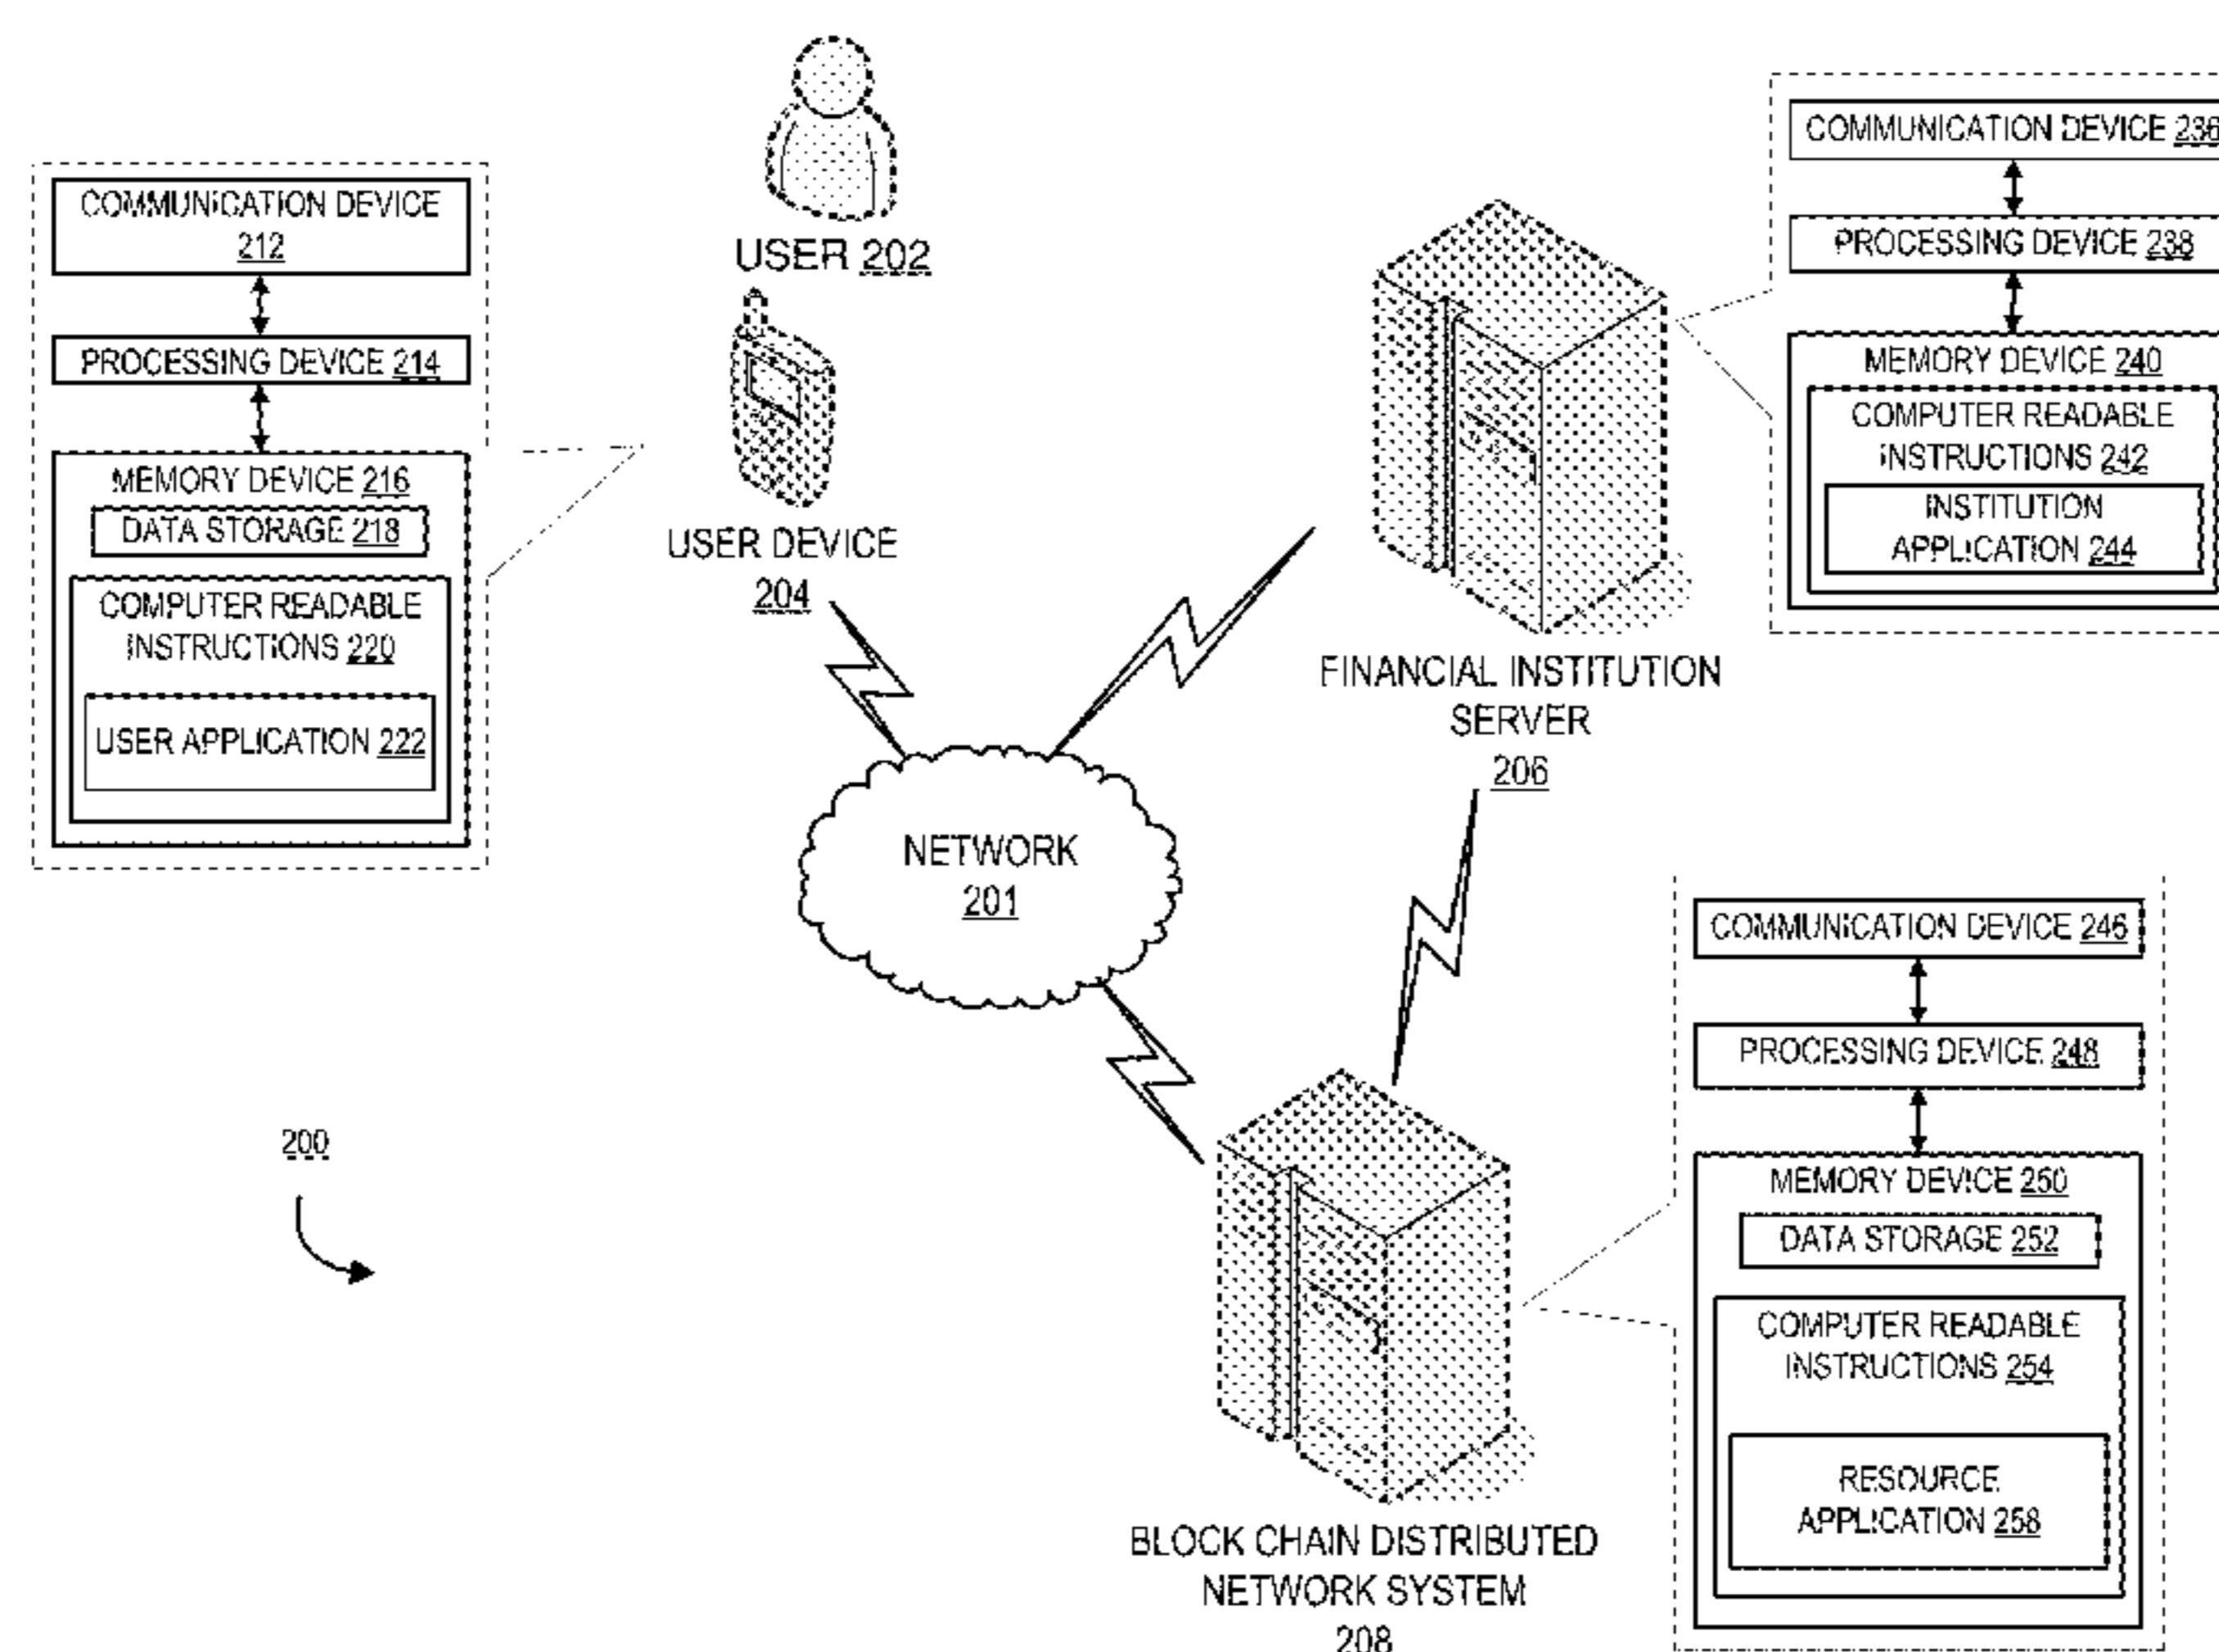 COMMUNICATION DEVICE
212
PROCESSING DEVICE 214
MEMORY DEVICE 216
DATA STORAGE 218
COMPUTER READABLE
INSTRUCTIONS 220
USER APPLICATION 222
USER 202
USER DEVICE
204
NETWORK
201
FINANCIAL INSTITUTION
SERVER
206
COMMUNICATION DEVICE 236
PROCESSING DEVICE 238
MEMORY DEVICE 240
COMPUTER READABLE
INSTRUCTIONS 242
INSTITUTION
APPLICATION 244
COMMUNICATION DEVICE 246
PROCESSING DEVICE 248
MEMORY DEVICE 250
DATA STORAGE 252
COMPUTER READABLE
INSTRUCTIONS 254
RESOURCE
APPLICATION 258
BLOCK CHAIN DISTRIBUTED
NETWORK SYSTEM
208
200